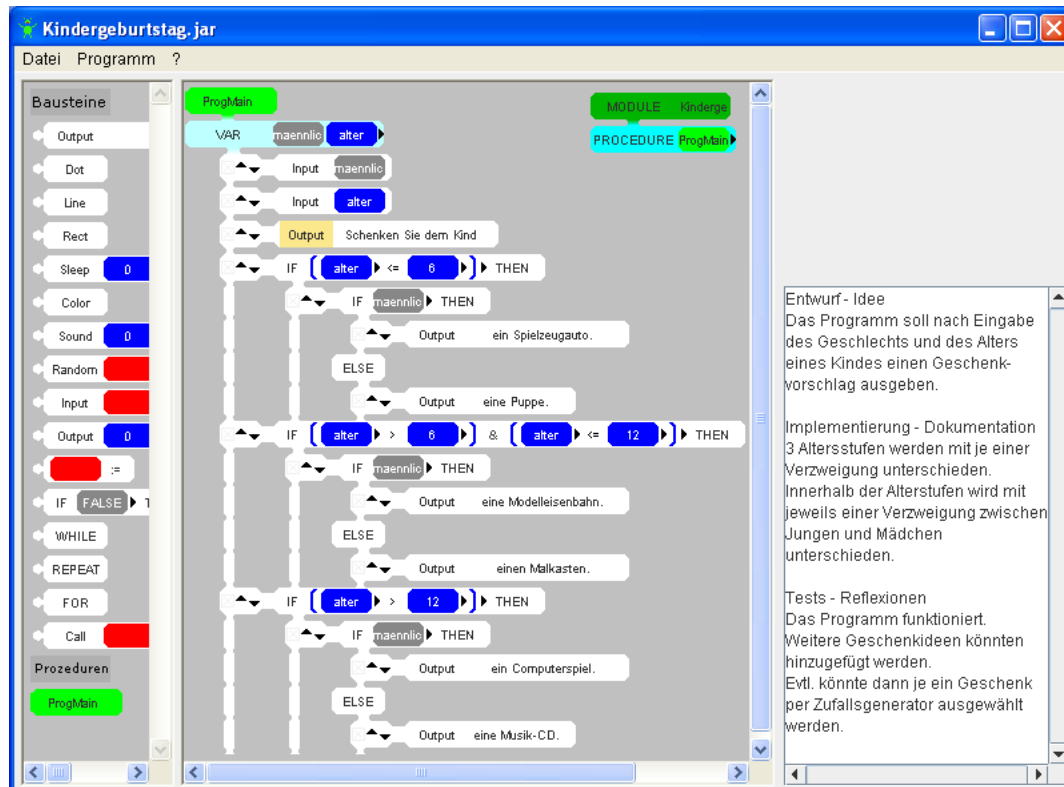 Kindergeburtstag.jar
Datei Programm ?
Bausteine
Output
Dot
Line
Rect
Sleep 0
Color
Sound 0
Random
Input
Output 0
:=
IF FALSE T
WHILE
REPEAT
FOR
Call
Prozeduren
ProgMain
ProgMain
VAR maennlic alter
Input maennlic
Input alter
Output Schenken Sie dem Kind
IF ( alter <= 6 ) THEN
IF maennlic THEN
Output ein Spielzeugauto.
ELSE
Output eine Puppe.
IF ( alter > 6 ) & ( alter <= 12 ) THEN
IF maennlic THEN
Output eine Modelleisenbahn.
ELSE
Output einen Malkasten.
IF ( alter > 12 ) THEN
IF maennlic THEN
Output ein Computerspiel.
ELSE
Output eine Musik-CD.
MODULE Kinderge
PROCEDURE ProgMain
Entwurf - Idee
Das Programm soll nach Eingabe
des Geschlechts und des Alters
eines Kindes einen Geschenk-
vorschlag ausgeben.
Implementierung - Dokumentation
3 Altersstufen werden mit je einer
Verzweigung unterschieden.
Innerhalb der Alterstufen wird mit
jeweils einer Verzweigung zwischen
Jungen und Mädchen
unterschieden.
Tests - Reflexionen
Das Programm funktioniert.
Weitere Geschenkideen könnten
hinzugefügt werden.
Evtl. könnte dann je ein Geschenk
per Zufallsgenerator ausgewählt
werden.